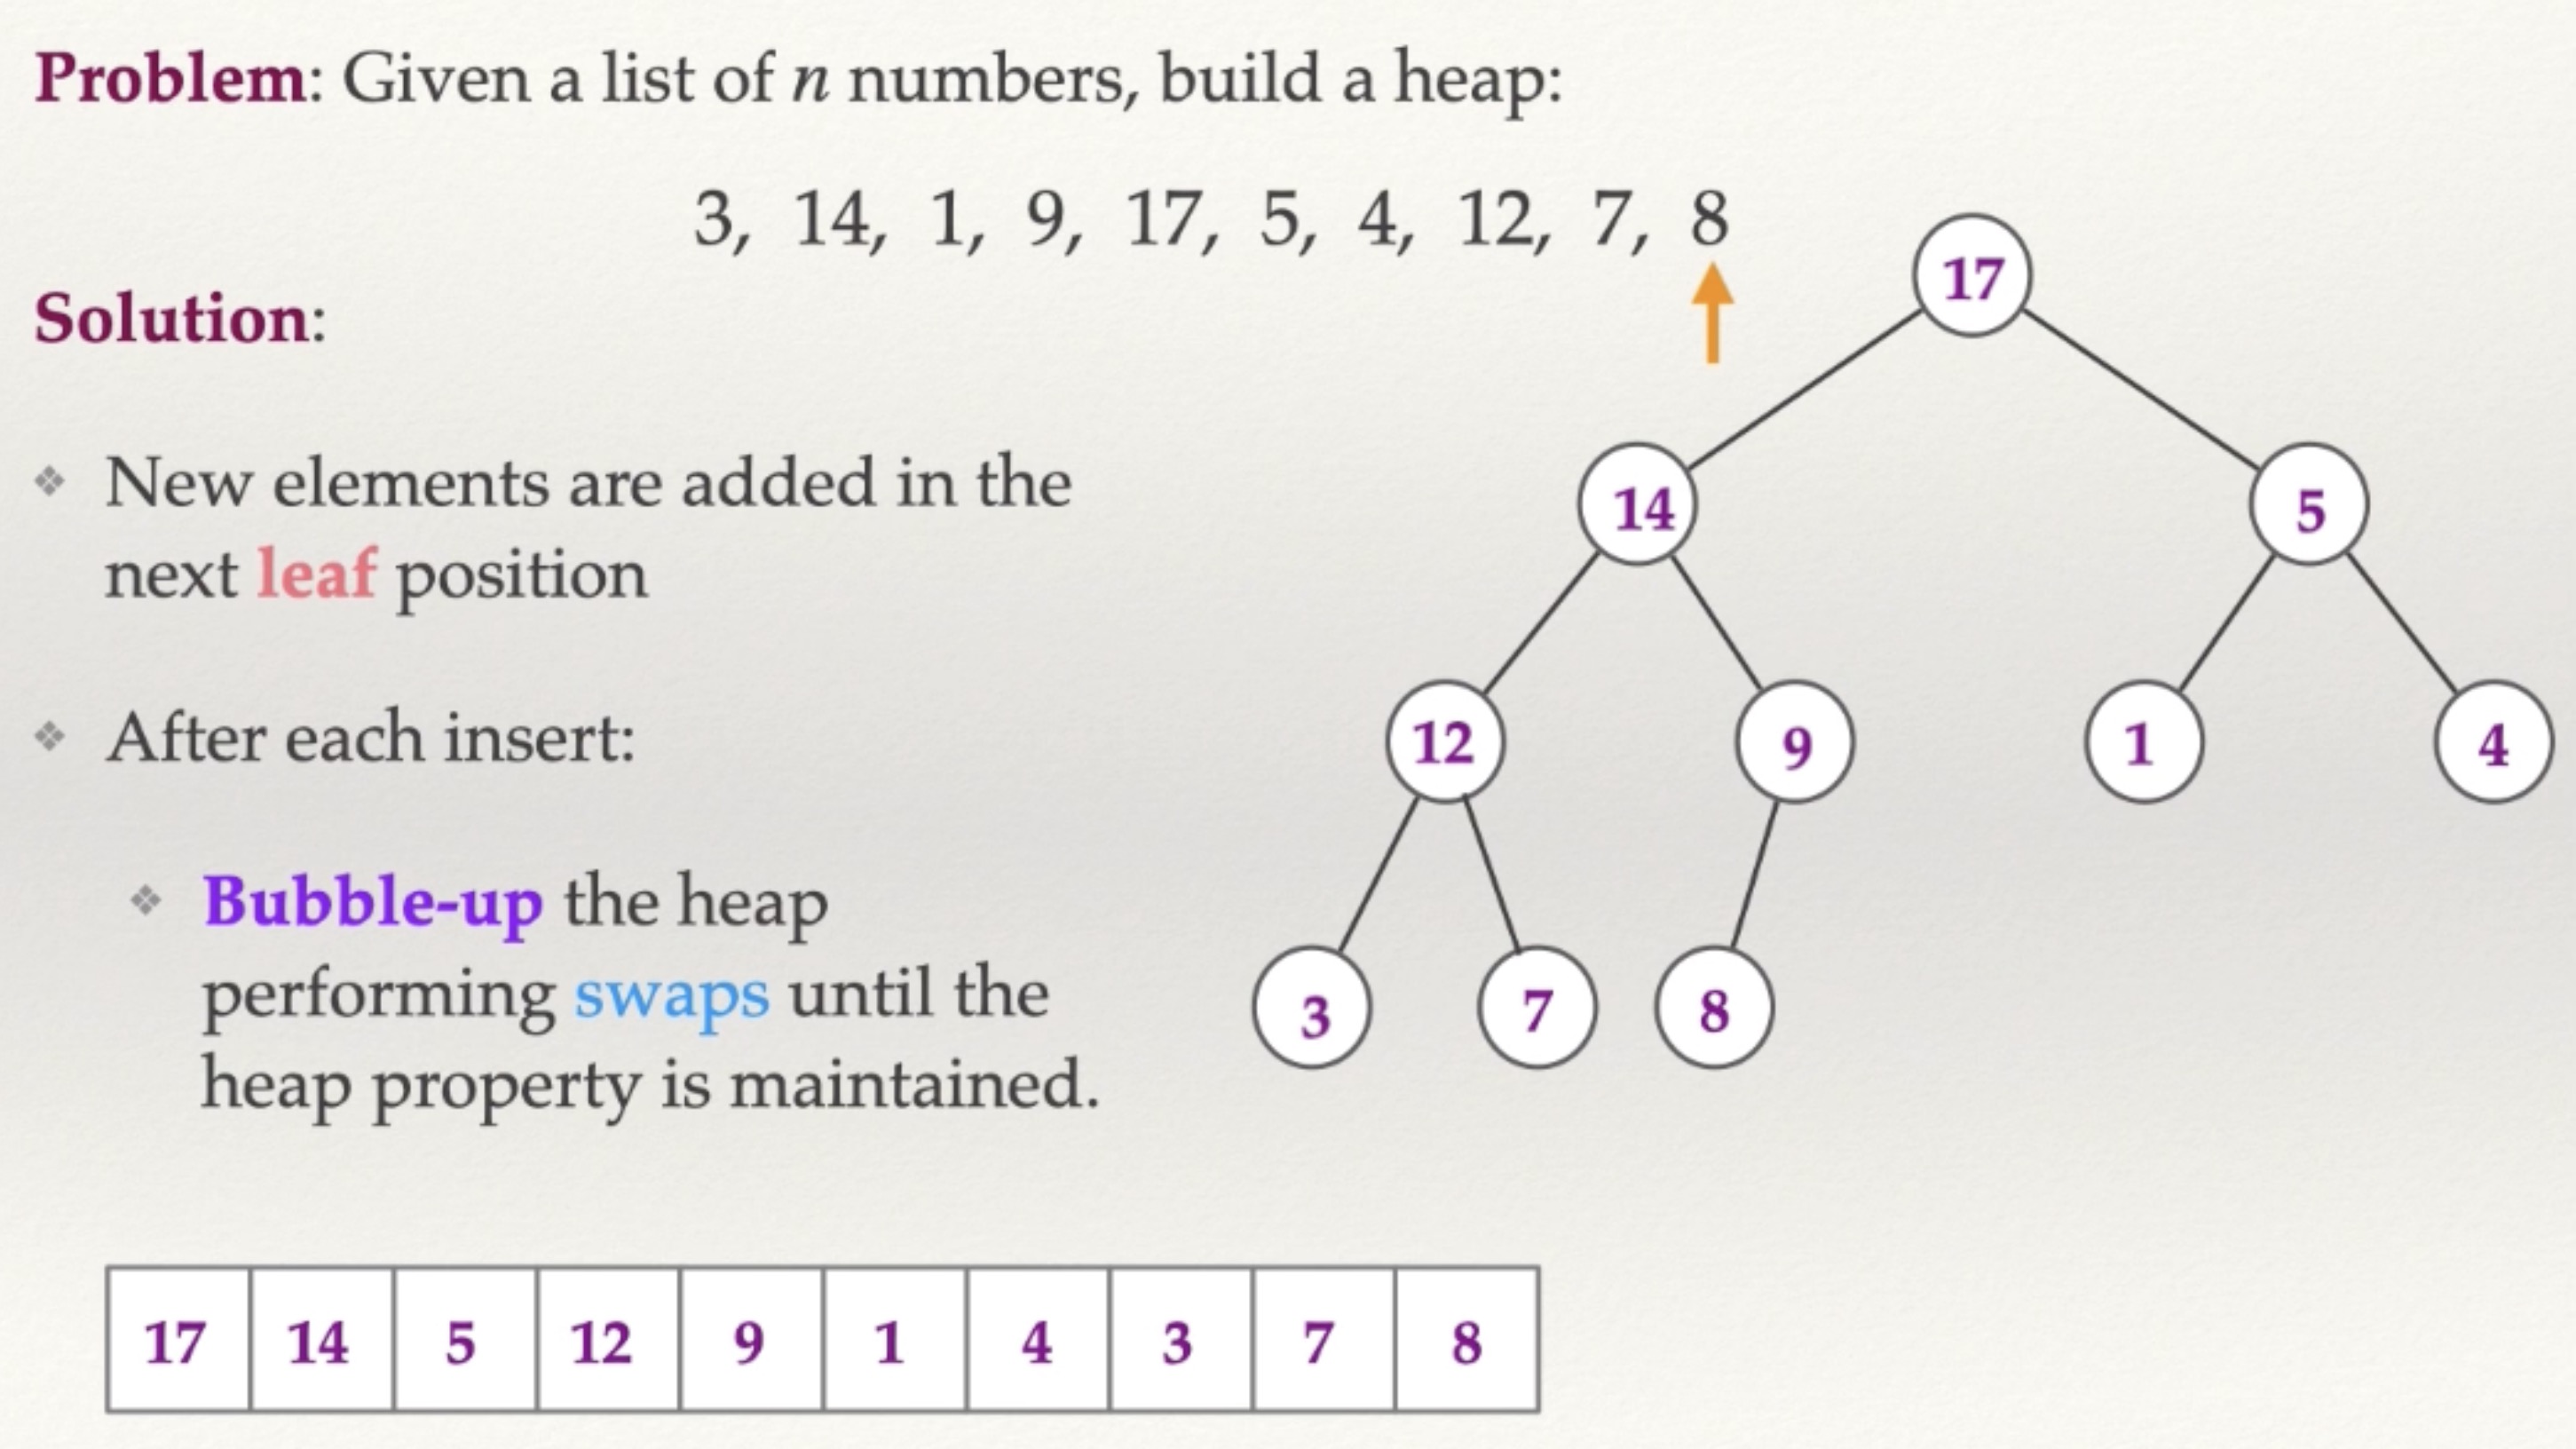 Problem: Given a list of n numbers, build a heap:
3, 14, 1, 9, 17, 5, 4, 12, 7, 8
Solution:
New elements are added in the
next leaf position
After each insert:
Bubble-up the heap
performing swaps until the
heap property is maintained.
17
14 5
12 9 1 4
3 7 8
17 14 5 12 9 1 4 3 7 8